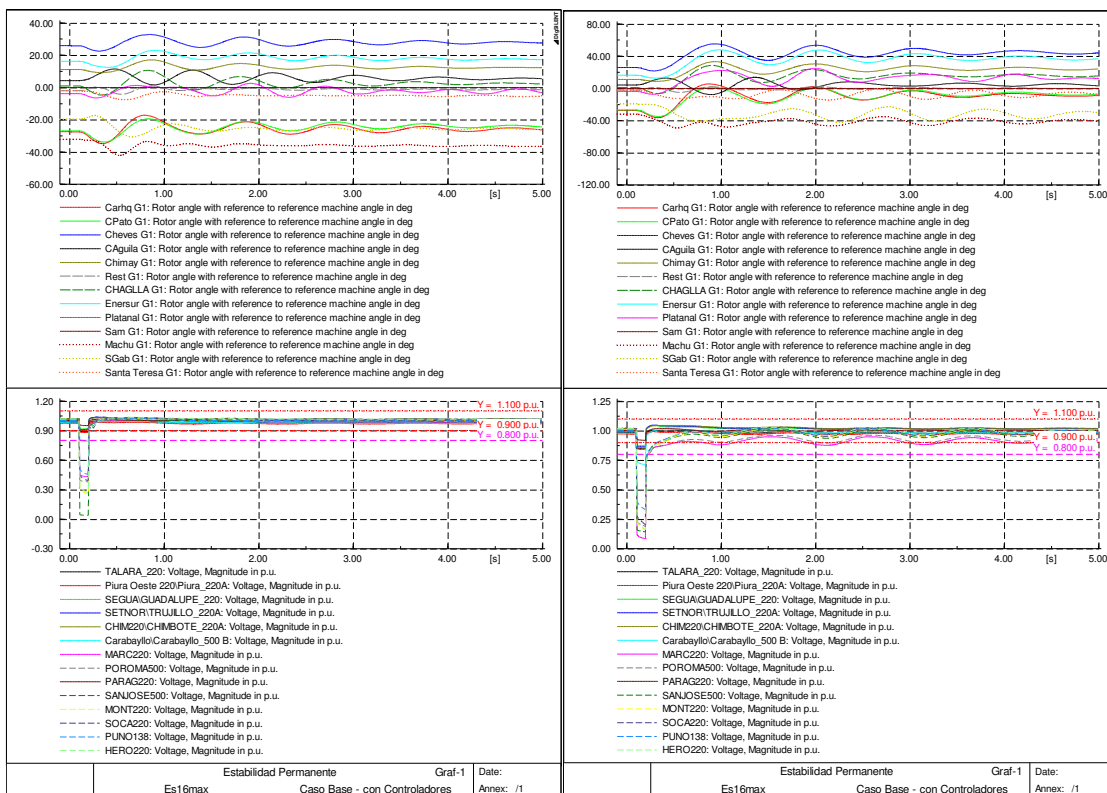 40.00
20.00
0.00
-20.00
-40.00
-60.00
0.00 1.00 2.00 3.00 4.00 [s] 5.00
DIgSILENT
Carhq G1: Rotor angle with reference to reference machine angle in deg
CPato G1: Rotor angle with reference to reference machine angle in deg
Cheves G1: Rotor angle with reference to reference machine angle in deg
CAguila G1: Rotor angle with reference to reference machine angle in deg
Chimay G1: Rotor angle with reference to reference machine angle in deg
Rest G1: Rotor angle with reference to reference machine angle in deg
CHAGLLA G1: Rotor angle with reference to reference machine angle in deg
Enersur G1: Rotor angle with reference to reference machine angle in deg
Platanal G1: Rotor angle with reference to reference machine angle in deg
Sam G1: Rotor angle with reference to reference machine angle in deg
Machu G1: Rotor angle with reference to reference machine angle in deg
SGab G1: Rotor angle with reference to reference machine angle in deg
Santa Teresa G1: Rotor angle with reference to reference machine angle in deg
1.20
0.90
0.60
0.30
0.00
-0.30
Y = 1.100 p.u.
Y = 0.900 p.u.
Y = 0.800 p.u.
0.00 1.00 2.00 3.00 4.00 [s] 5.00
TALARA_220: Voltage, Magnitude in p.u.
Piura Oeste 220\Piura_220A: Voltage, Magnitude in p.u.
SEGUA\GUADALUPE_220: Voltage, Magnitude in p.u.
SETNOR\TRUJILLO_220A: Voltage, Magnitude in p.u.
CHIM220\CHIMBOTE_220A: Voltage, Magnitude in p.u.
Carabayllo\Carabayllo_500 B: Voltage, Magnitude in p.u.
MARC220: Voltage, Magnitude in p.u.
POROMA500: Voltage, Magnitude in p.u.
PARAG220: Voltage, Magnitude in p.u.
SANJOSE500: Voltage, Magnitude in p.u.
MONT220: Voltage, Magnitude in p.u.
SOCA220: Voltage, Magnitude in p.u.
PUNO138: Voltage, Magnitude in p.u.
HERO220: Voltage, Magnitude in p.u.
Estabilidad Permanente Graf-1 Date:
Es16max Caso Base - con Controladores Annex: /1
80.00
40.00
0.00
-40.00
-80.00
-120.00
0.00 1.00 2.00 3.00 4.00 [s] 5.00
Carhq G1: Rotor angle with reference to reference machine angle in deg
CPato G1: Rotor angle with reference to reference machine angle in deg
Cheves G1: Rotor angle with reference to reference machine angle in deg
CAguila G1: Rotor angle with reference to reference machine angle in deg
Chimay G1: Rotor angle with reference to reference machine angle in deg
Rest G1: Rotor angle with reference to reference machine angle in deg
CHAGLLA G1: Rotor angle with reference to reference machine angle in deg
Enersur G1: Rotor angle with reference to reference machine angle in deg
Platanal G1: Rotor angle with reference to reference machine angle in deg
Sam G1: Rotor angle with reference to reference machine angle in deg
Machu G1: Rotor angle with reference to reference machine angle in deg
SGab G1: Rotor angle with reference to reference machine angle in deg
Santa Teresa G1: Rotor angle with reference to reference machine angle in deg
1.25
1.00
0.75
0.50
0.25
0.00
Y = 1.100 p.u.
Y = 0.900 p.u.
Y = 0.800 p.u.
0.00 1.00 2.00 3.00 4.00 [s] 5.00
TALARA_220: Voltage, Magnitude in p.u.
Piura Oeste 220\Piura_220A: Voltage, Magnitude in p.u.
SEGUA\GUADALUPE_220: Voltage, Magnitude in p.u.
SETNOR\TRUJILLO_220A: Voltage, Magnitude in p.u.
CHIM220\CHIMBOTE_220A: Voltage, Magnitude in p.u.
Carabayllo\Carabayllo_500 B: Voltage, Magnitude in p.u.
MARC220: Voltage, Magnitude in p.u.
POROMA500: Voltage, Magnitude in p.u.
PARAG220: Voltage, Magnitude in p.u.
SANJOSE500: Voltage, Magnitude in p.u.
MONT220: Voltage, Magnitude in p.u.
SOCA220: Voltage, Magnitude in p.u.
PUNO138: Voltage, Magnitude in p.u.
HERO220: Voltage, Magnitude in p.u.
Estabilidad Permanente Graf-1 Date:
Es16max Caso Base - con Controladores Annex: /1